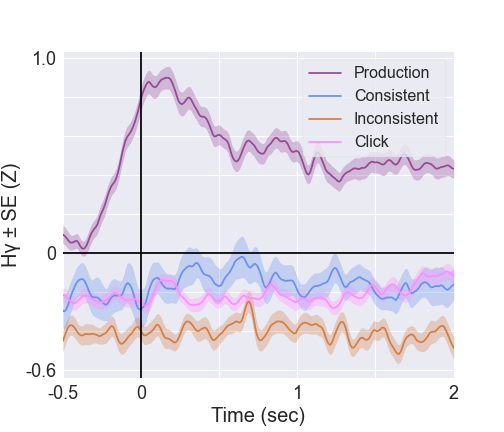 1.0
0
-0.6
Hγ ± SE (Z)
Production
Consistent
Inconsistent
Click
-0.5 0 1 2
Time (sec)